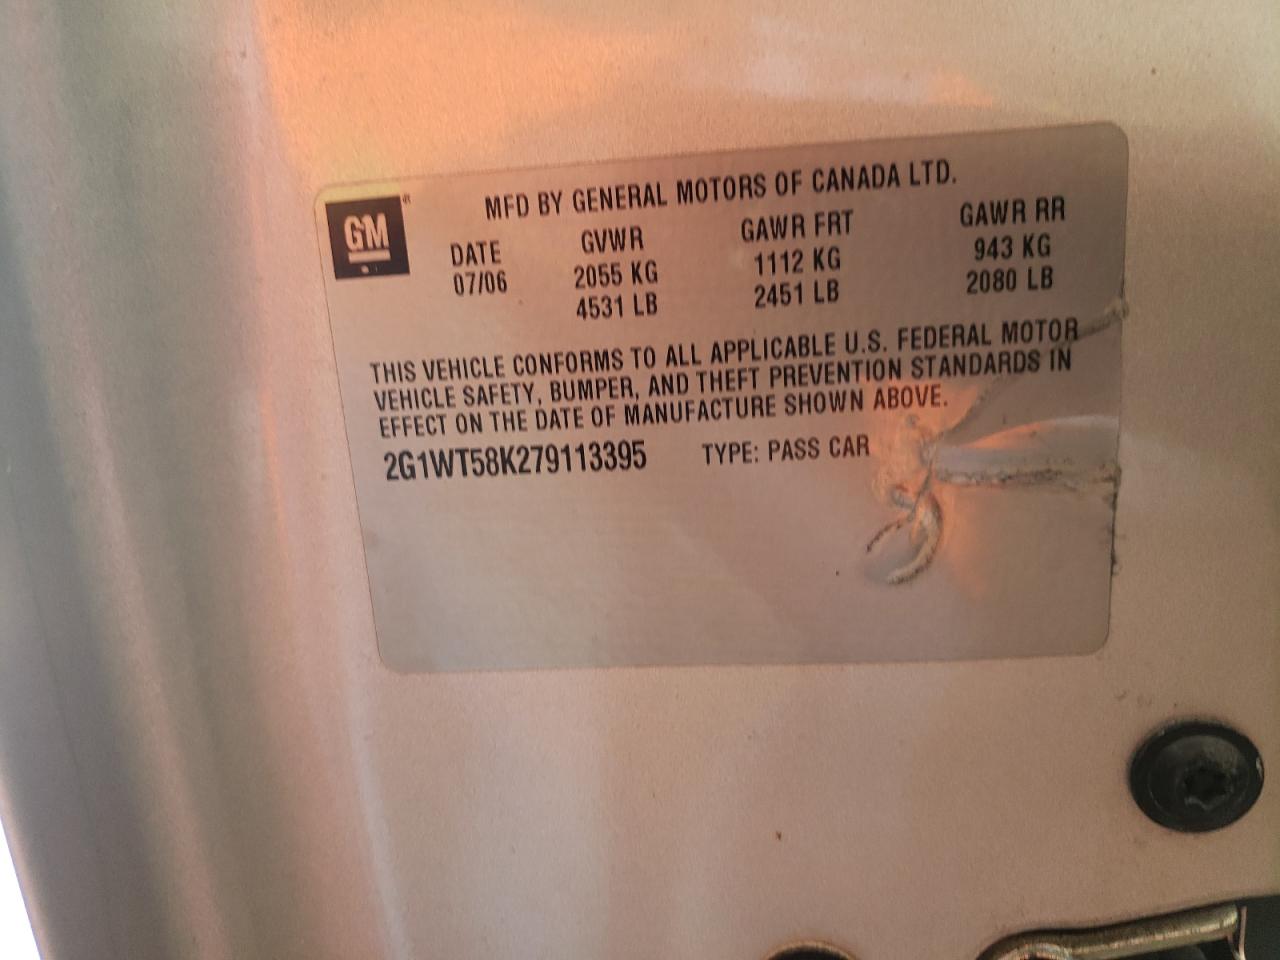 GM
MFD BY GENERAL MOTORS OF CANADA LTD.
DATE GVWR GAWR FRT GAWR RR
07/06 2055 KG 1112 KG 943 KG
4531 LB 2451 LB 2080 LB
THIS VEHICLE CONFORMS TO ALL APPLICABLE U.S. FEDERAL MOTOR
VEHICLE SAFETY, BUMPER, AND THEFT PREVENTION STANDARDS IN
EFFECT ON THE DATE OF MANUFACTURE SHOWN ABOVE.
2G1WT58K279113395 TYPE: PASS CAR